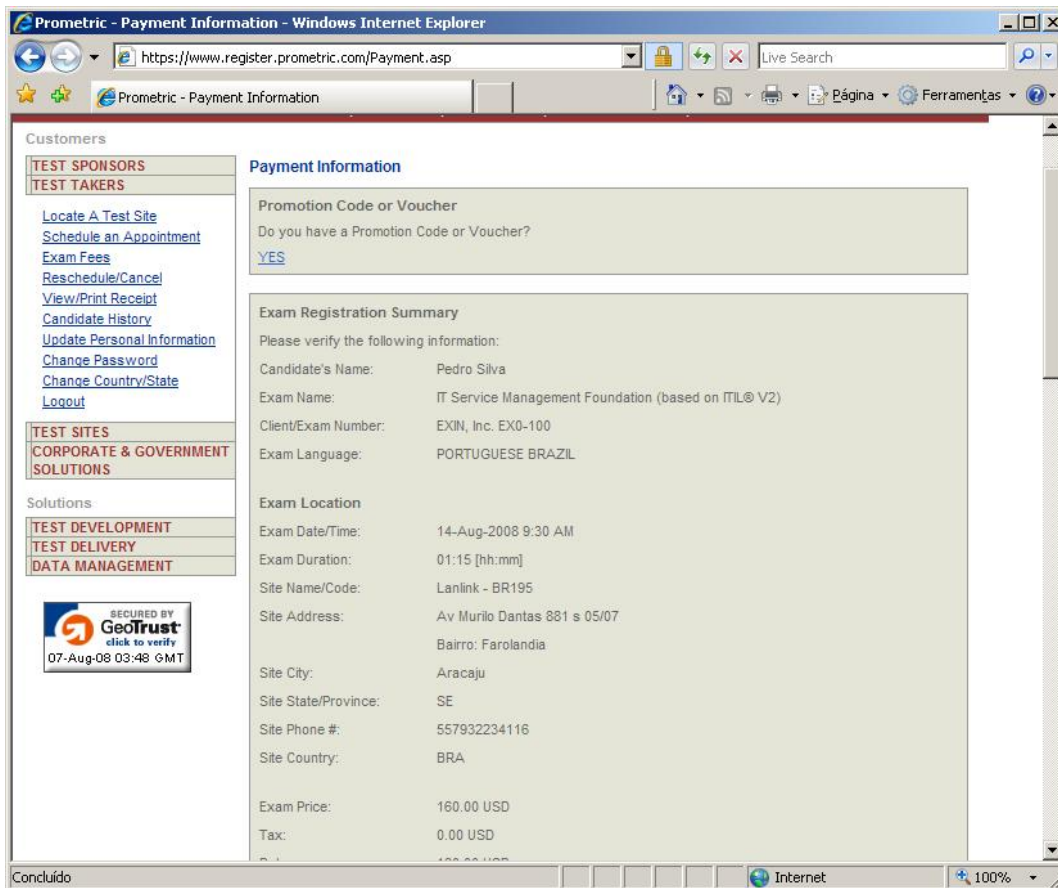 Prometric - Payment Information - Windows Internet Explorer
https://www.register.prometric.com/Payment.asp
Live Search
Prometric - Payment Information
Página
Ferramentas
Customers
TEST SPONSORS
TEST TAKERS
Locate A Test Site
Schedule an Appointment
Exam Fees
Reschedule/Cancel
View/Print Receipt
Candidate History
Update Personal Information
Change Password
Change Country/State
Logout
TEST SITES
CORPORATE & GOVERNMENT
SOLUTIONS
Solutions
TEST DEVELOPMENT
TEST DELIVERY
DATA MANAGEMENT
SECURED BY
GeoTrust
click to verify
07-Aug-08 03:48 GMT
Payment Information
Promotion Code or Voucher
Do you have a Promotion Code or Voucher?
YES
Exam Registration Summary
Please verify the following information:
Candidate's Name: Pedro Silva
Exam Name: IT Service Management Foundation (based on ITIL® V2)
Client/Exam Number: EXIN, Inc. EX0-100
Exam Language: PORTUGUESE BRAZIL
Exam Location
Exam Date/Time: 14-Aug-2008 9:30 AM
Exam Duration: 01:15 [hh:mm]
Site Name/Code: Lanlink - BR195
Site Address: Av Murilo Dantas 881 s 05/07
Bairro: Farolandia
Site City: Aracaju
Site State/Province: SE
Site Phone #: 557932234116
Site Country: BRA
Exam Price: 160.00 USD
Tax: 0.00 USD
Concluído
Internet
100%